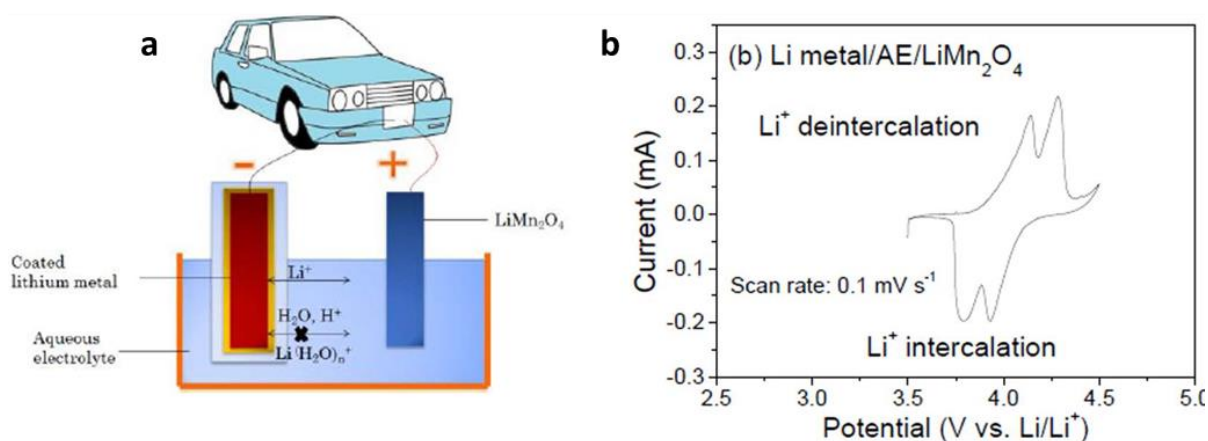 a
−
+
LiMn₂O₄
Coated
lithium metal
Li⁺
H₂O, H⁺
Li(H₂O)ₙ⁺
Aqueous
electrolyte
b
(b) Li metal/AE/LiMn₂O₄
Li⁺ deintercalation
Scan rate: 0.1 mV s⁻¹
Li⁺ intercalation
Current (mA)
0.3
0.2
0.1
0.0
-0.1
-0.2
-0.3
2.5 3.0 3.5 4.0 4.5 5.0
Potential (V vs. Li/Li⁺)